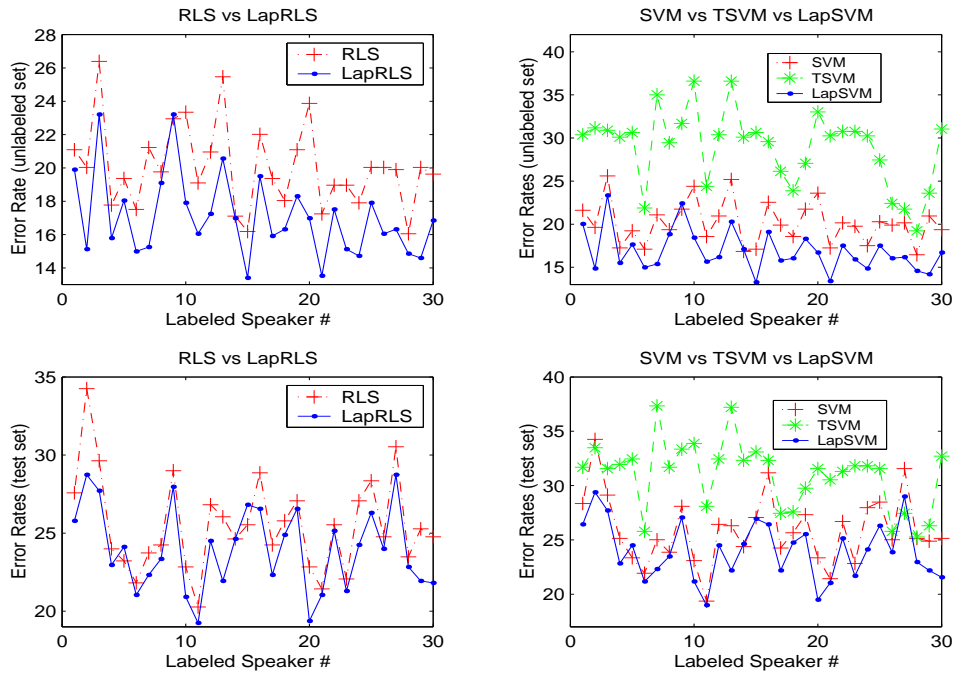 RLS vs LapRLS
28
26
24
22
20
18
16
14
0
10
20
30
Error Rate (unlabeled set)
Labeled Speaker #
RLS
LapRLS
SVM vs TSVM vs LapSVM
40
35
30
25
20
15
0
10
20
30
Error Rates (unlabeled set)
Labeled Speaker #
SVM
TSVM
LapSVM
RLS vs LapRLS
35
30
25
20
0
10
20
30
Error Rates (test set)
Labeled Speaker #
RLS
LapRLS
SVM vs TSVM vs LapSVM
40
35
30
25
20
0
10
20
30
Error Rates (test set)
Labeled Speaker #
SVM
TSVM
LapSVM